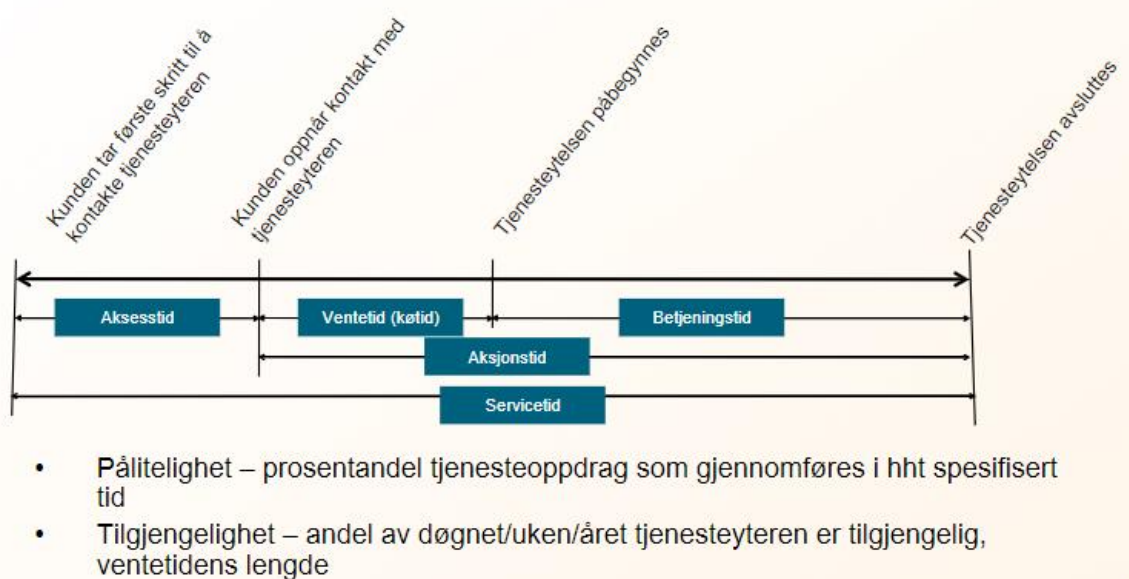 Kunden tar første skritt til å
kontakte tjenesteyteren
Kunden oppnår kontakt med
tjenesteyteren
Tjenesteytelsen påbegynnes
Tjenesteytelsen avsluttes
Aksesstid
Ventetid (køtid)
Betjeningstid
Aksjonstid
Servicetid
• Pålitelighet – prosentandel tjenesteoppdrag som gjennomføres i hht spesifisert
tid
• Tilgjengelighet – andel av døgnet/uken/året tjenesteyteren er tilgjengelig,
ventetidens lengde